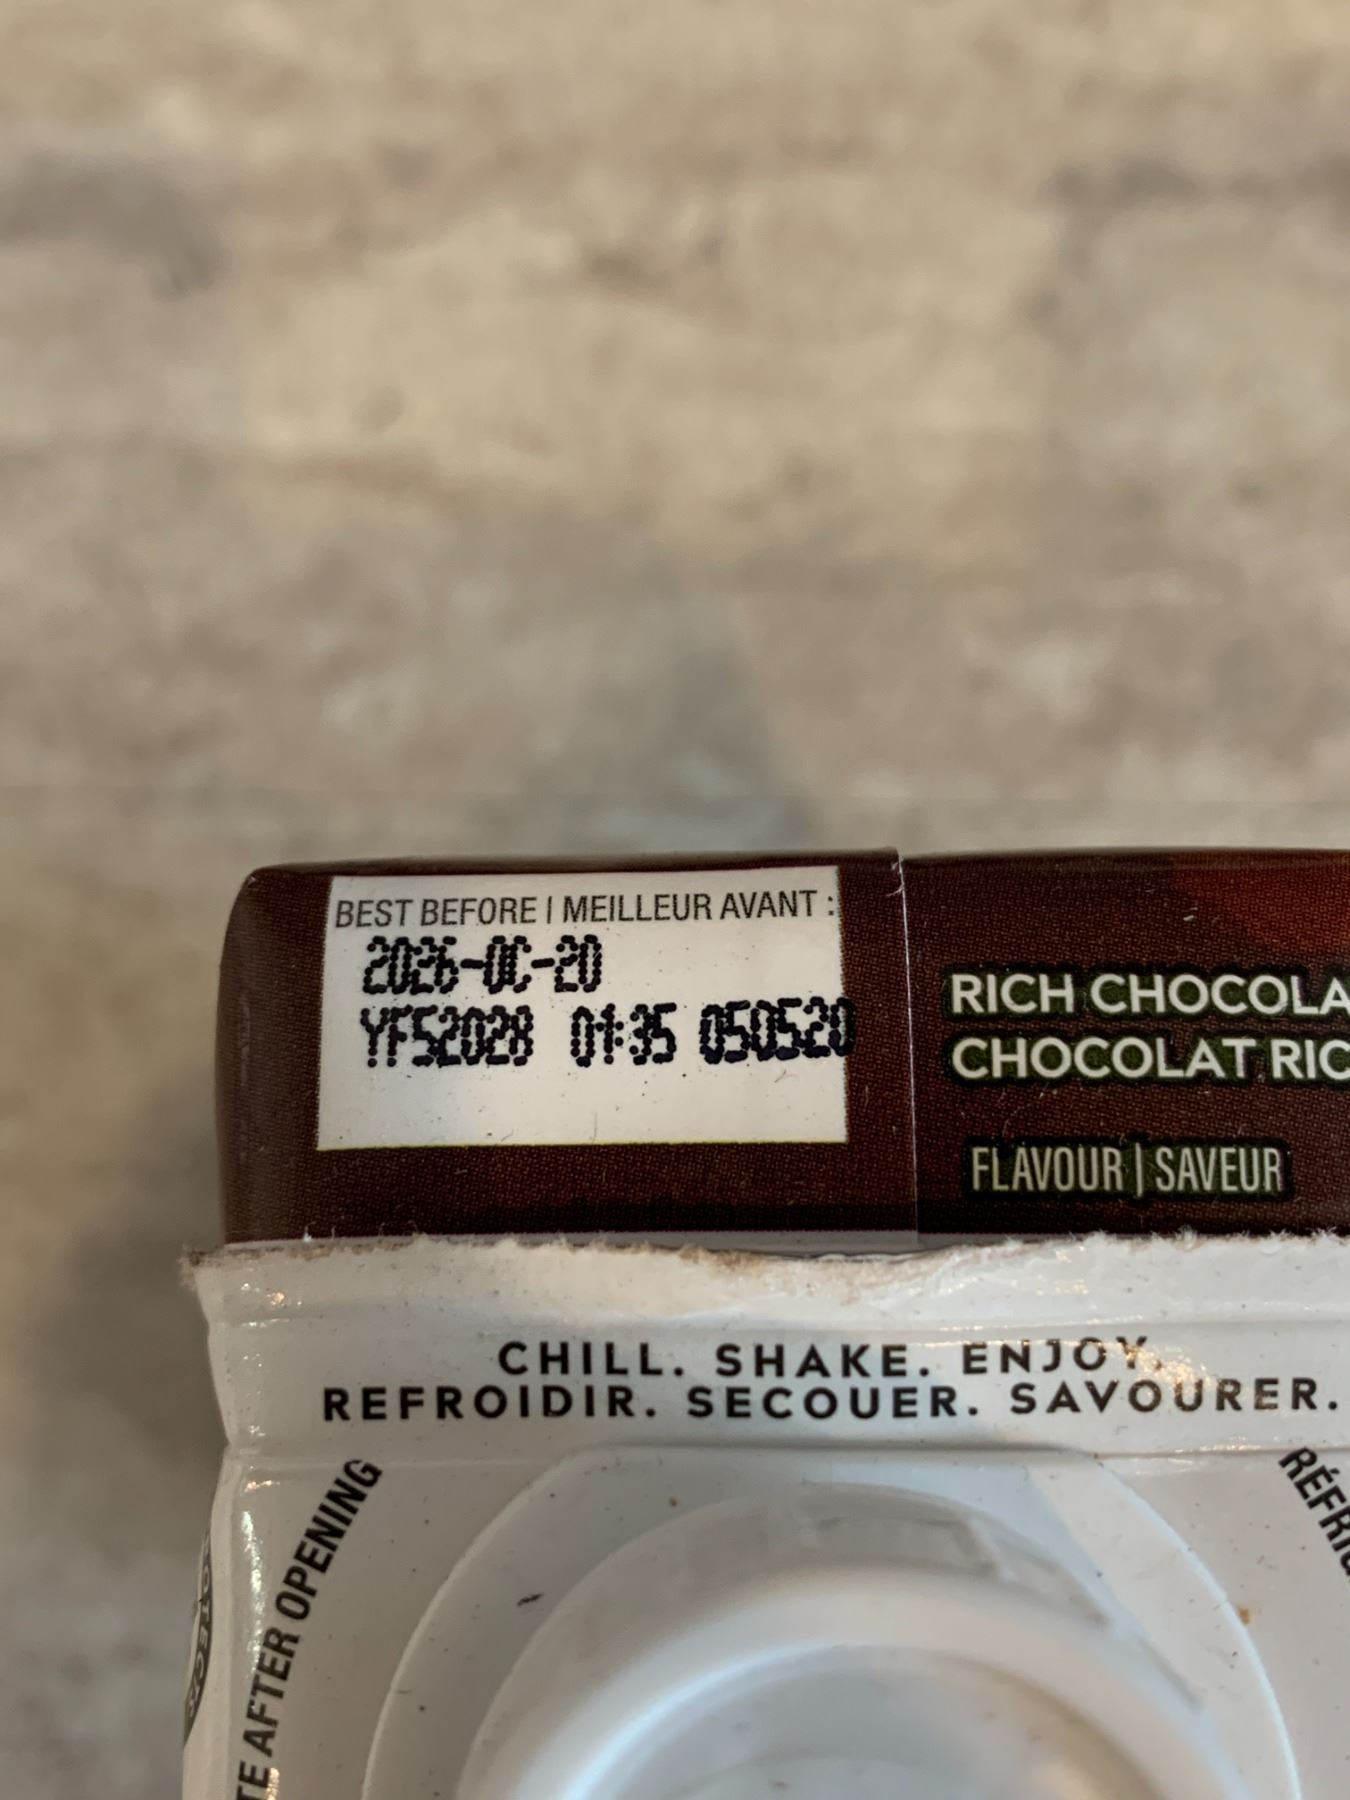 BEST BEFORE | MEILLEUR AVANT :
2026-OC-20
YF52028 01:35 050520
RICH CHOCOLA
CHOCOLAT RIC
FLAVOUR | SAVEUR
CHILL. SHAKE. ENJOY.
REFROIDIR. SECOUER. SAVOURER.
TE AFTER OPENING
RÉFRIG